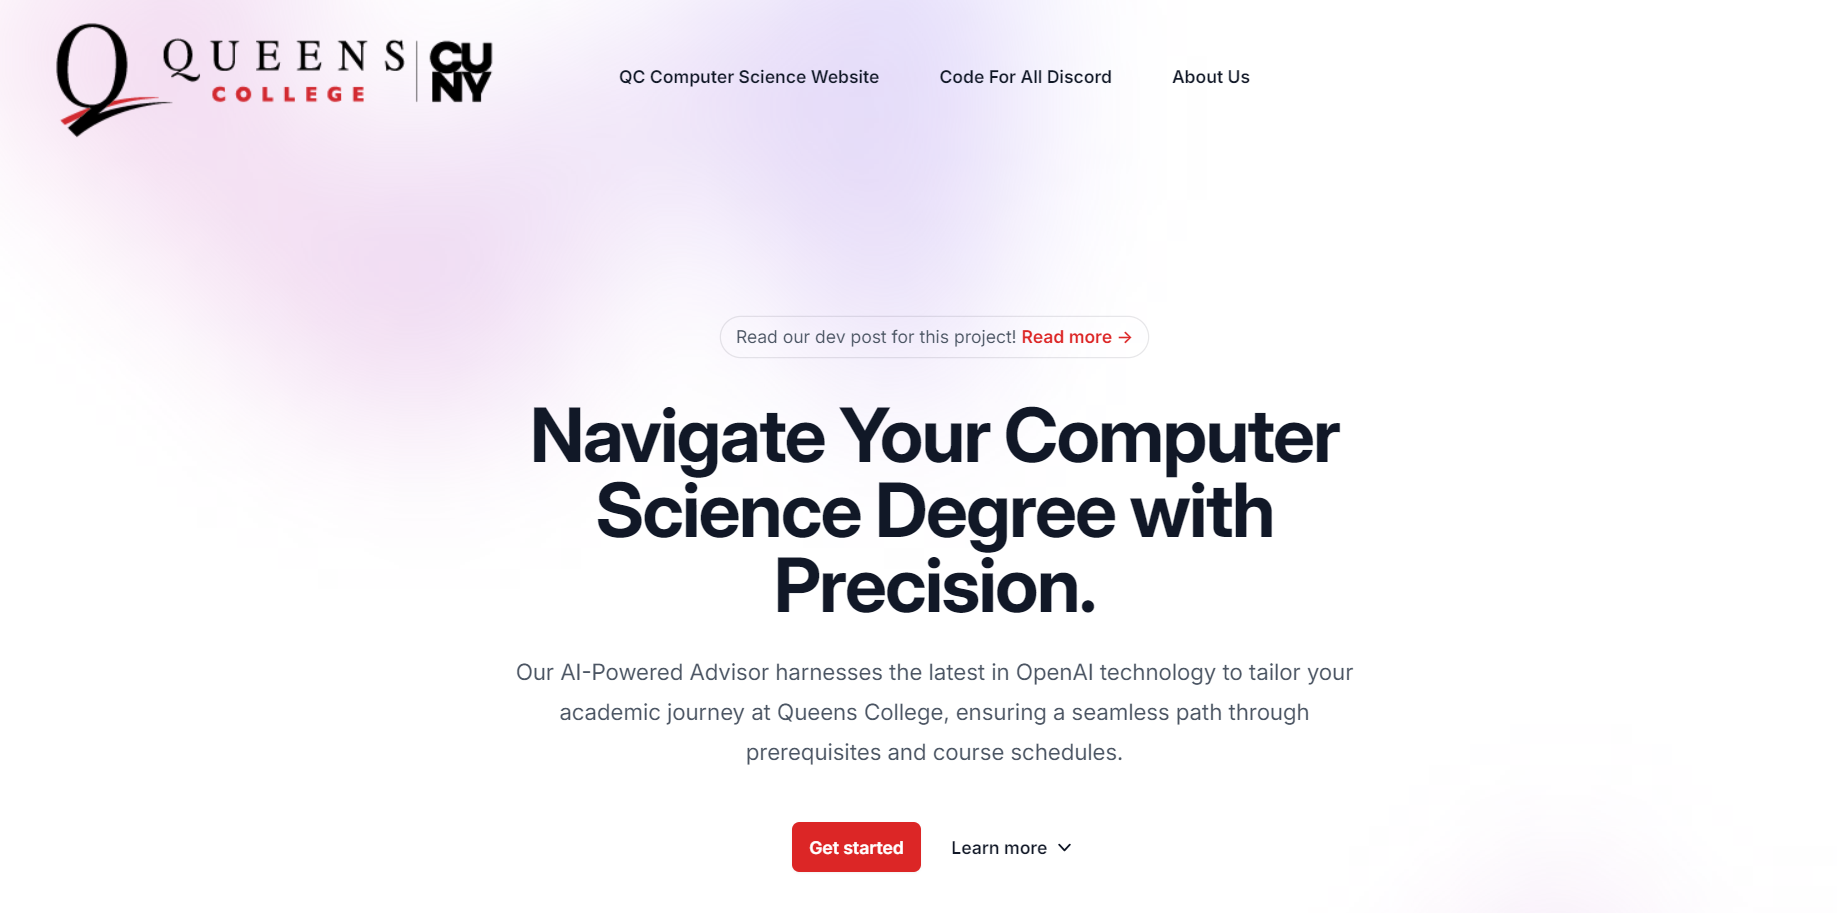 QUEENS
COLLEGE
CU
NY
QC Computer Science Website
Code For All Discord
About Us
Read our dev post for this project! Read more →
Navigate Your Computer
Science Degree with
Precision.
Our AI-Powered Advisor harnesses the latest in OpenAI technology to tailor your
academic journey at Queens College, ensuring a seamless path through
prerequisites and course schedules.
Get started
Learn more